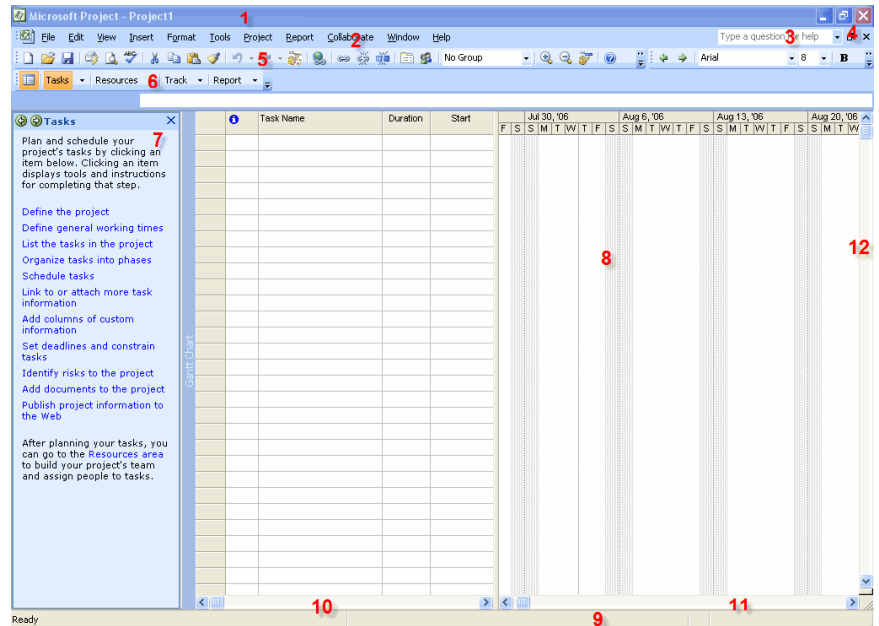 Microsoft Project - Project1 1
File Edit View Insert Format Tools Project Report Collaborate Window Help 2 Type a question for help 3 4
5 No Group Arial 8 B
Tasks Resources 6 Track Report
Tasks 7
Plan and schedule your
project's tasks by clicking an
item below. Clicking an item
displays tools and instructions
for completing that step.
Define the project
Define general working times
List the tasks in the project
Organize tasks into phases
Schedule tasks
Link to or attach more task
information
Add columns of custom
information
Set deadlines and constrain
tasks
Identify risks to the project
Add documents to the project
Publish project information to
the Web
After planning your tasks, you
can go to the Resources area
to build your project's team
and assign people to tasks.
Gantt Chart
Task Name Duration Start
Jul 30, '06 Aug 6, '06 Aug 13, '06 Aug 20, '06
F S S M T W T F S S M T W T F S S M T W T F S S M T W
8
12
10
11
Ready 9